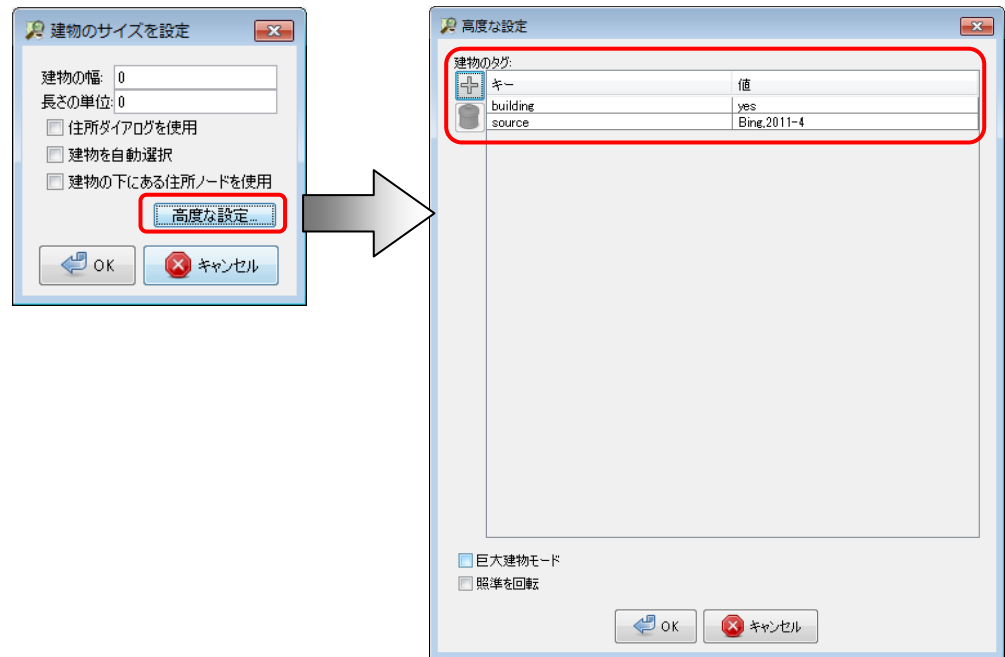 建物のサイズを設定
建物の幅: 0
長さの単位: 0
住所ダイアログを使用
建物を自動選択
建物の下にある住所ノードを使用
高度な設定...
OK キャンセル
高度な設定
建物のタグ:
キー 値
building yes
source Bing,2011-4
巨大建物モード
照準を回転
OK キャンセル